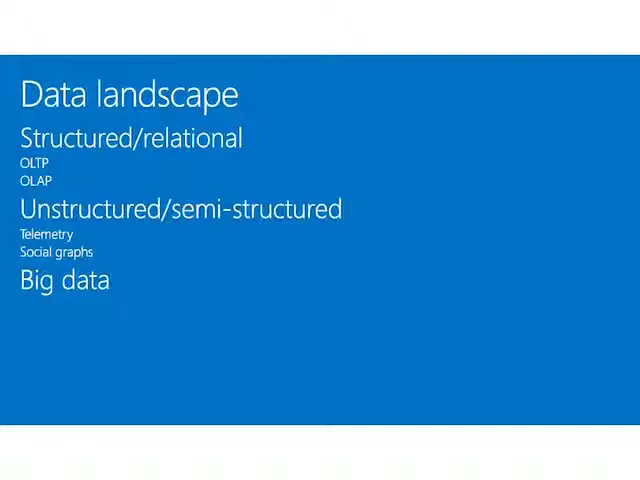 Data landscape
Structured/relational
OLTP
OLAP
Unstructured/semi-structured
Telemetry
Social graphs
Big data